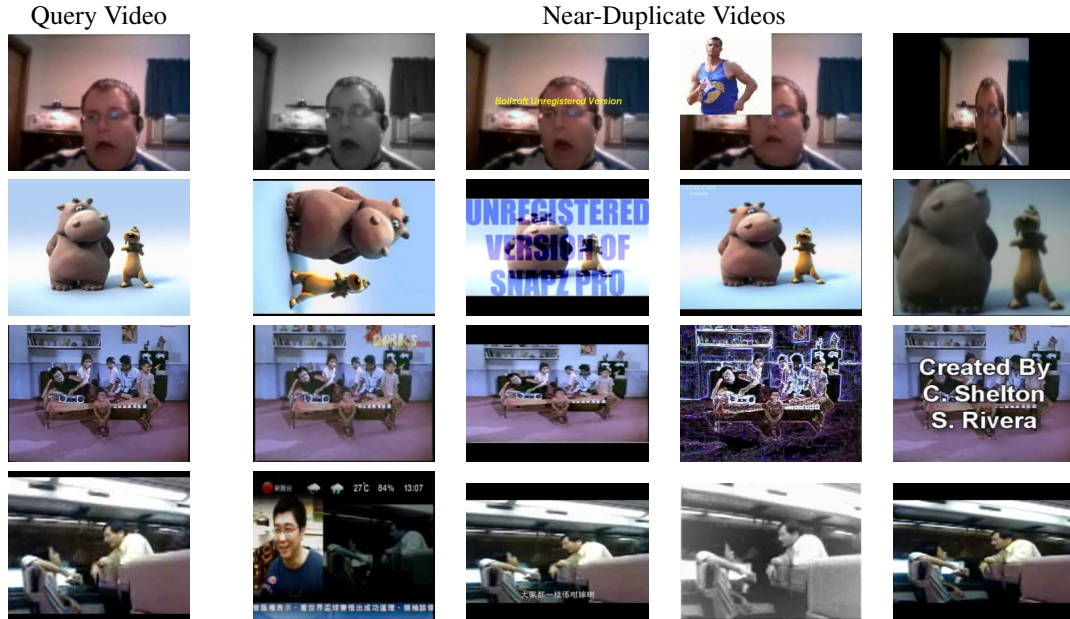 Query Video
Near-Duplicate Videos
Boilsoft Unregistered Version
UNREGISTERED
VERSION OF
SNAPZ PRO
Created By
C. Shelton
S. Rivera
27℃ 84% 13:07
大家都一樣係咁嫁喇